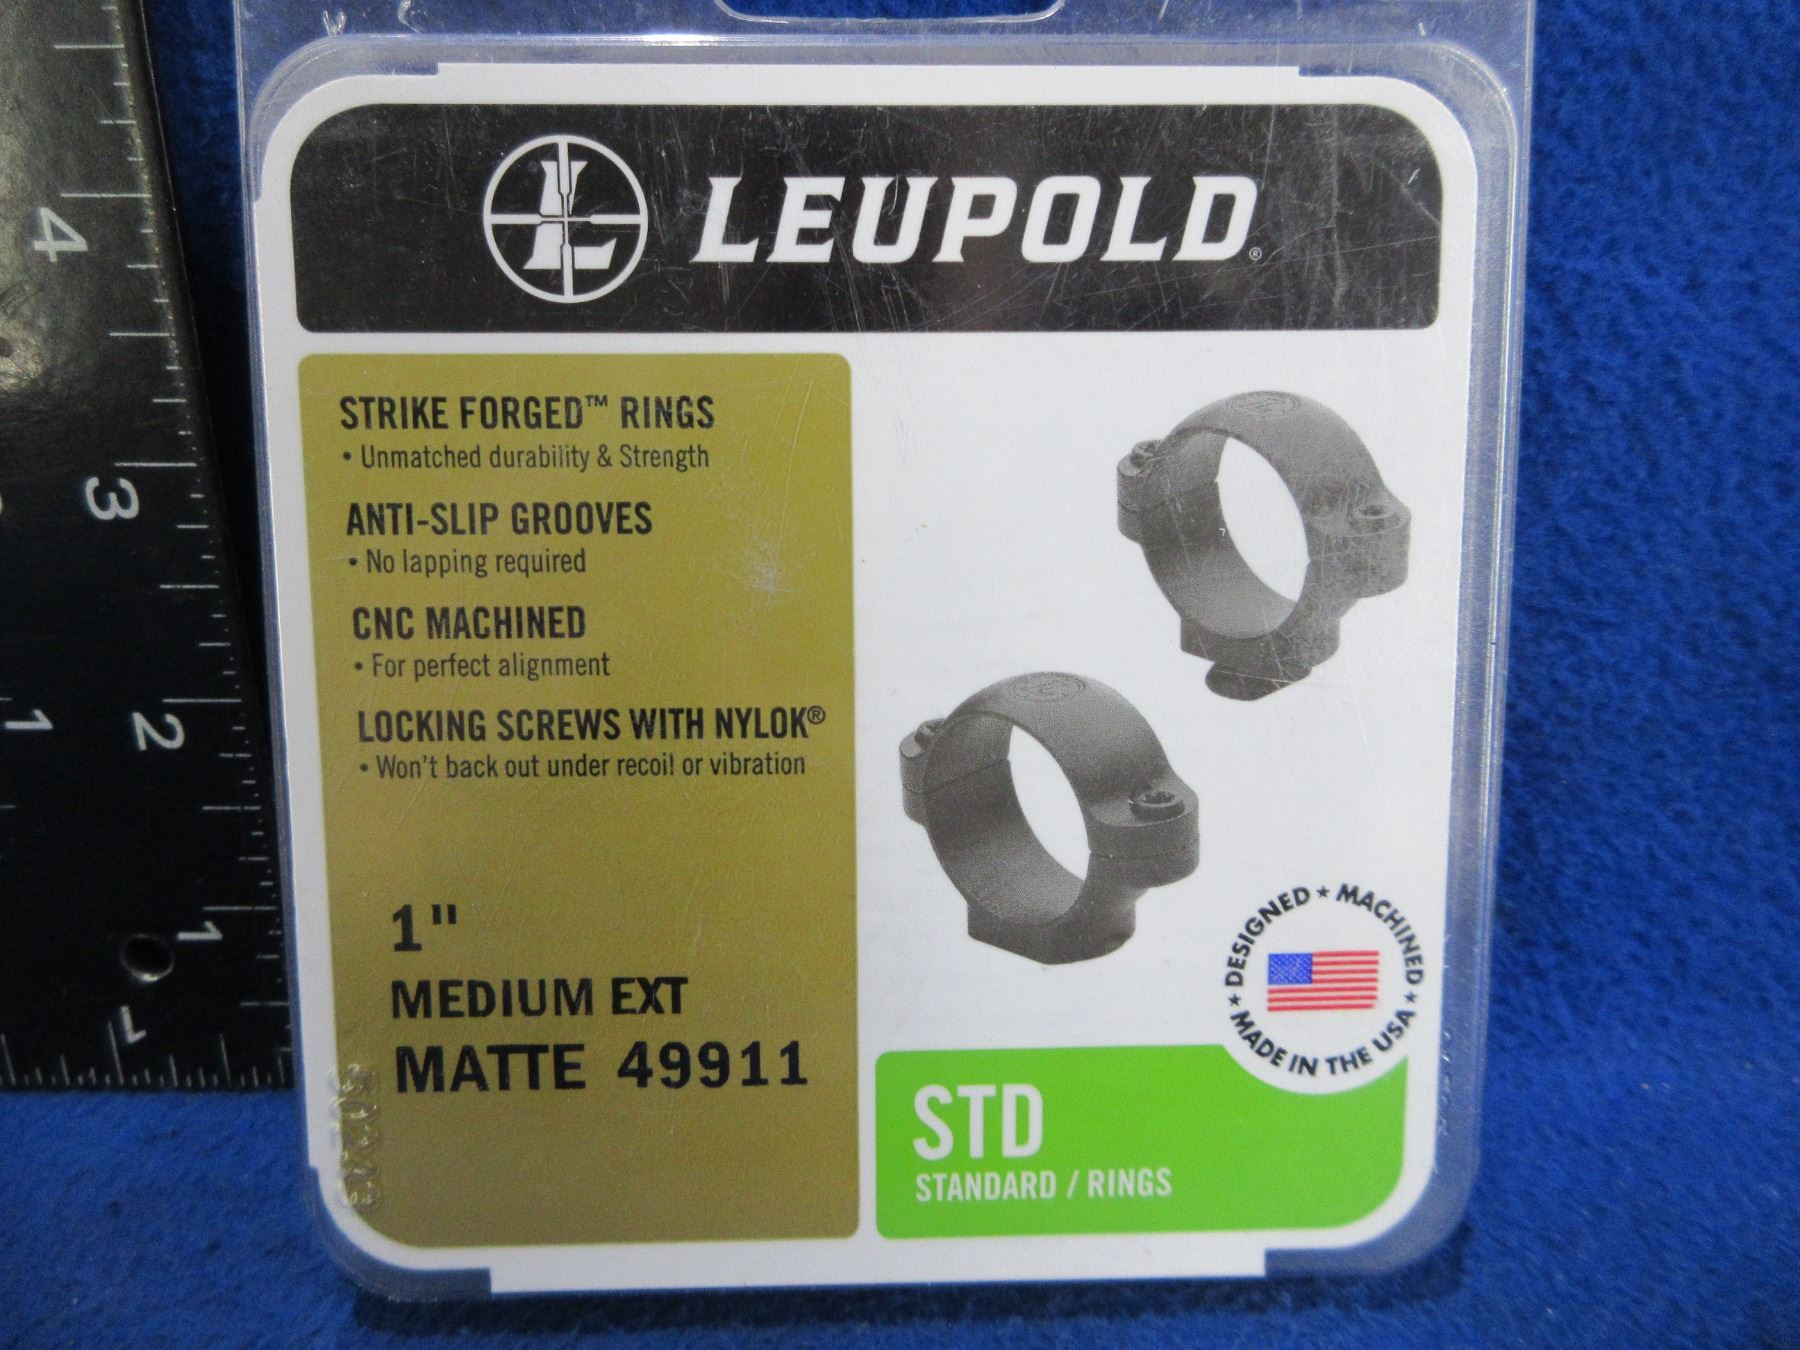 LEUPOLD®
STRIKE FORGED™ RINGS
• Unmatched durability & Strength
ANTI-SLIP GROOVES
• No lapping required
CNC MACHINED
• For perfect alignment
LOCKING SCREWS WITH NYLOK®
• Won't back out under recoil or vibration
1"
MEDIUM EXT
MATTE 49911
DESIGNED ★ MACHINED ★ MADE IN THE USA ★
STD
STANDARD / RINGS
4
3
2
1
1
1